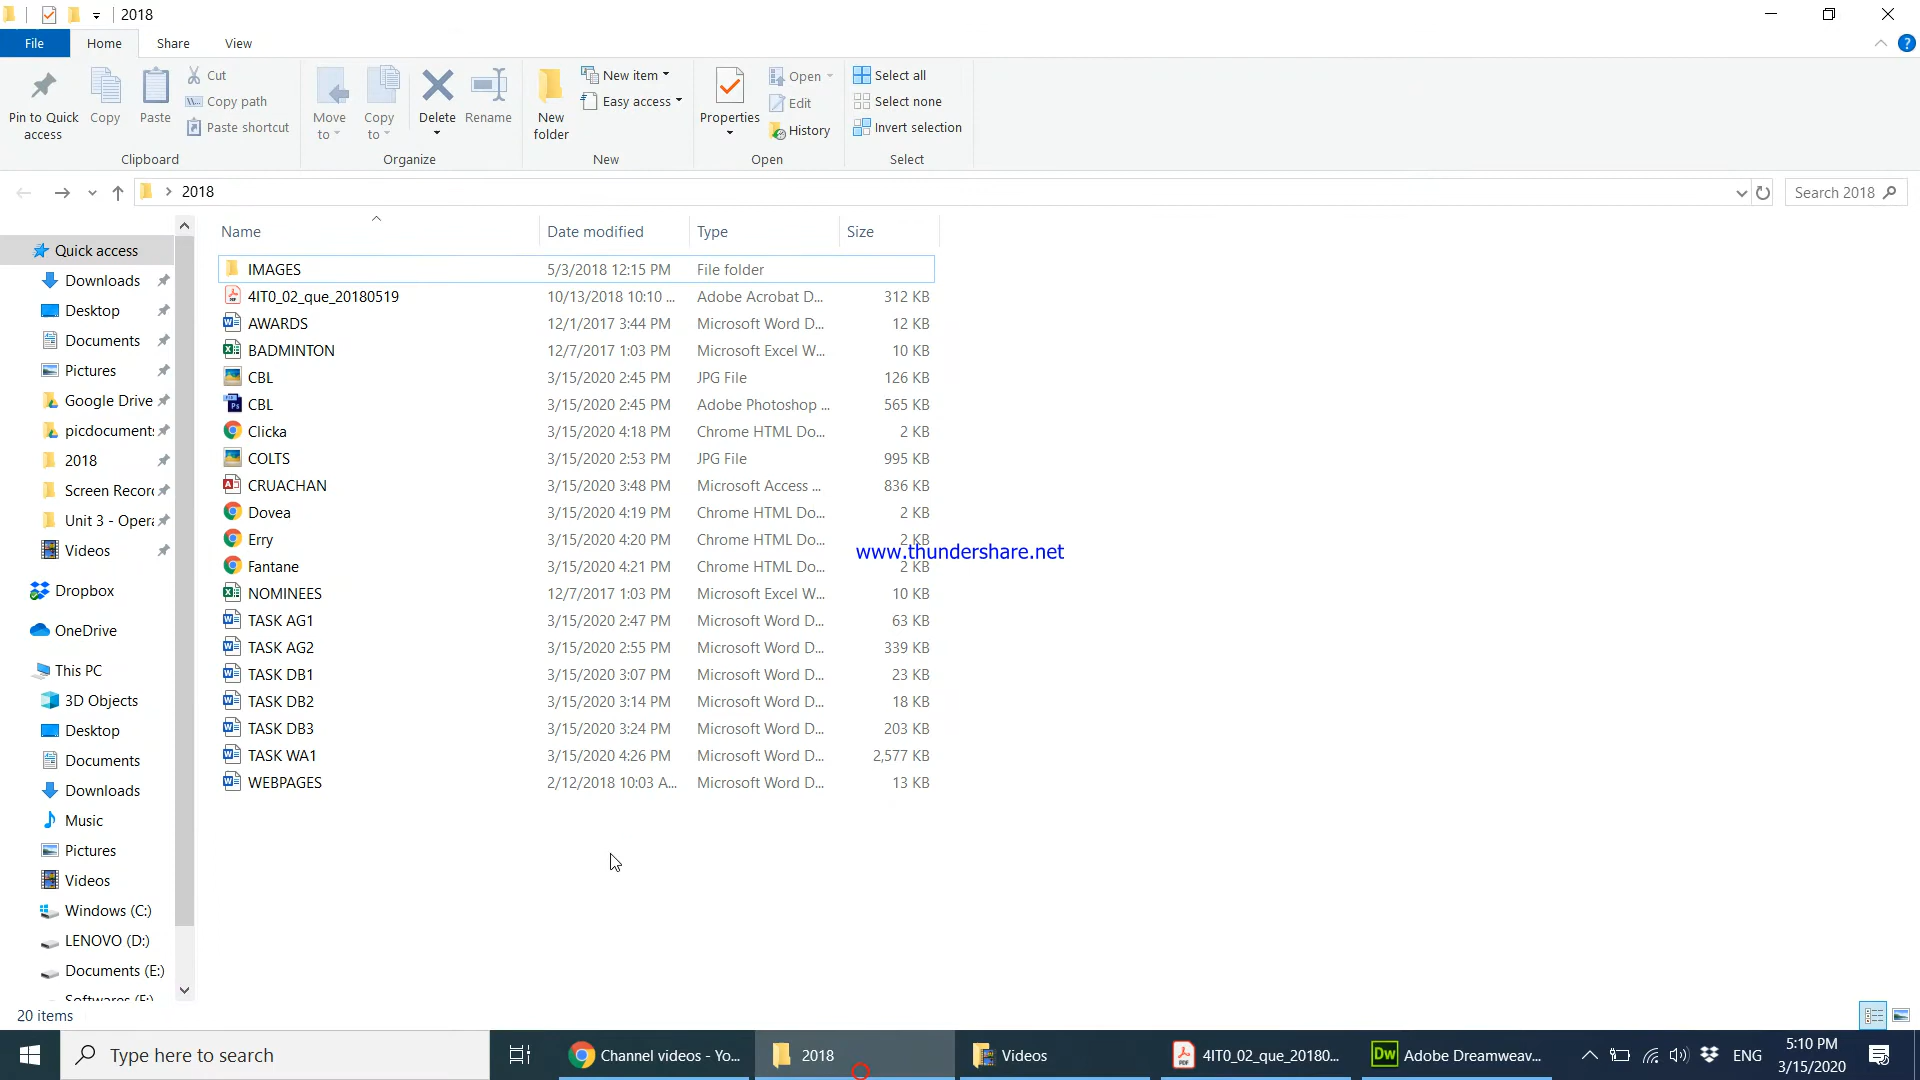 2018
File Home Share View
Pin to Quick access
Copy
Paste
Cut
Copy path
Paste shortcut
Clipboard
Move to
Copy to
Delete
Rename
Organize
New folder
New item
Easy access
New
Properties
Open
Edit
History
Open
Select all
Select none
Invert selection
Select
2018
Search 2018
Name Date modified Type Size
IMAGES 5/3/2018 12:15 PM File folder
4IT0_02_que_20180519 10/13/2018 10:10 ... Adobe Acrobat D... 312 KB
AWARDS 12/1/2017 3:44 PM Microsoft Word D... 12 KB
BADMINTON 12/7/2017 1:03 PM Microsoft Excel W... 10 KB
CBL 3/15/2020 2:45 PM JPG File 126 KB
CBL 3/15/2020 2:45 PM Adobe Photoshop ... 565 KB
Clicka 3/15/2020 4:18 PM Chrome HTML Do... 2 KB
COLTS 3/15/2020 2:53 PM JPG File 995 KB
CRUACHAN 3/15/2020 3:48 PM Microsoft Access ... 836 KB
Dovea 3/15/2020 4:19 PM Chrome HTML Do... 2 KB
Erry 3/15/2020 4:20 PM Chrome HTML Do... 2 KB
Fantane 3/15/2020 4:21 PM Chrome HTML Do... 2 KB
NOMINEES 12/7/2017 1:03 PM Microsoft Excel W... 10 KB
TASK AG1 3/15/2020 2:47 PM Microsoft Word D... 63 KB
TASK AG2 3/15/2020 2:55 PM Microsoft Word D... 339 KB
TASK DB1 3/15/2020 3:07 PM Microsoft Word D... 23 KB
TASK DB2 3/15/2020 3:14 PM Microsoft Word D... 18 KB
TASK DB3 3/15/2020 3:24 PM Microsoft Word D... 203 KB
TASK WA1 3/15/2020 4:26 PM Microsoft Word D... 2,577 KB
WEBPAGES 2/12/2018 10:03 A... Microsoft Word D... 13 KB
www.thundershare.net
Quick access
Downloads
Desktop
Documents
Pictures
Google Drive
picdocuments
2018
Screen Recor
Unit 3 - Opera
Videos
Dropbox
OneDrive
This PC
3D Objects
Desktop
Documents
Downloads
Music
Pictures
Videos
Windows (C:)
LENOVO (D:)
Documents (E:)
Softwares (F:)
20 items
Type here to search
Channel videos - Yo...
2018
Videos
4IT0_02_que_20180...
Dw Adobe Dreamweav...
ENG
5:10 PM
3/15/2020